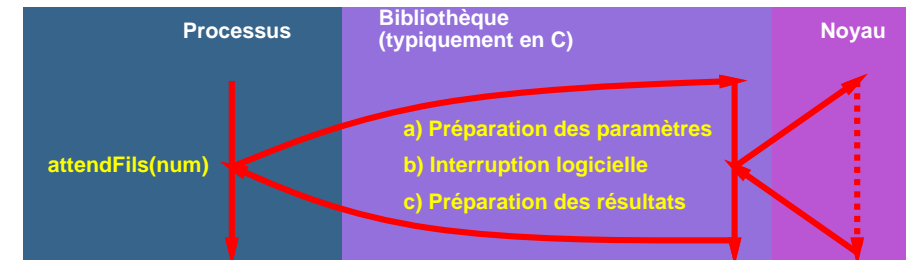 Processus
Bibliothèque
(typiquement en C)
Noyau
a) Préparation des paramètres
attendFils(num)
b) Interruption logicielle
c) Préparation des résultats